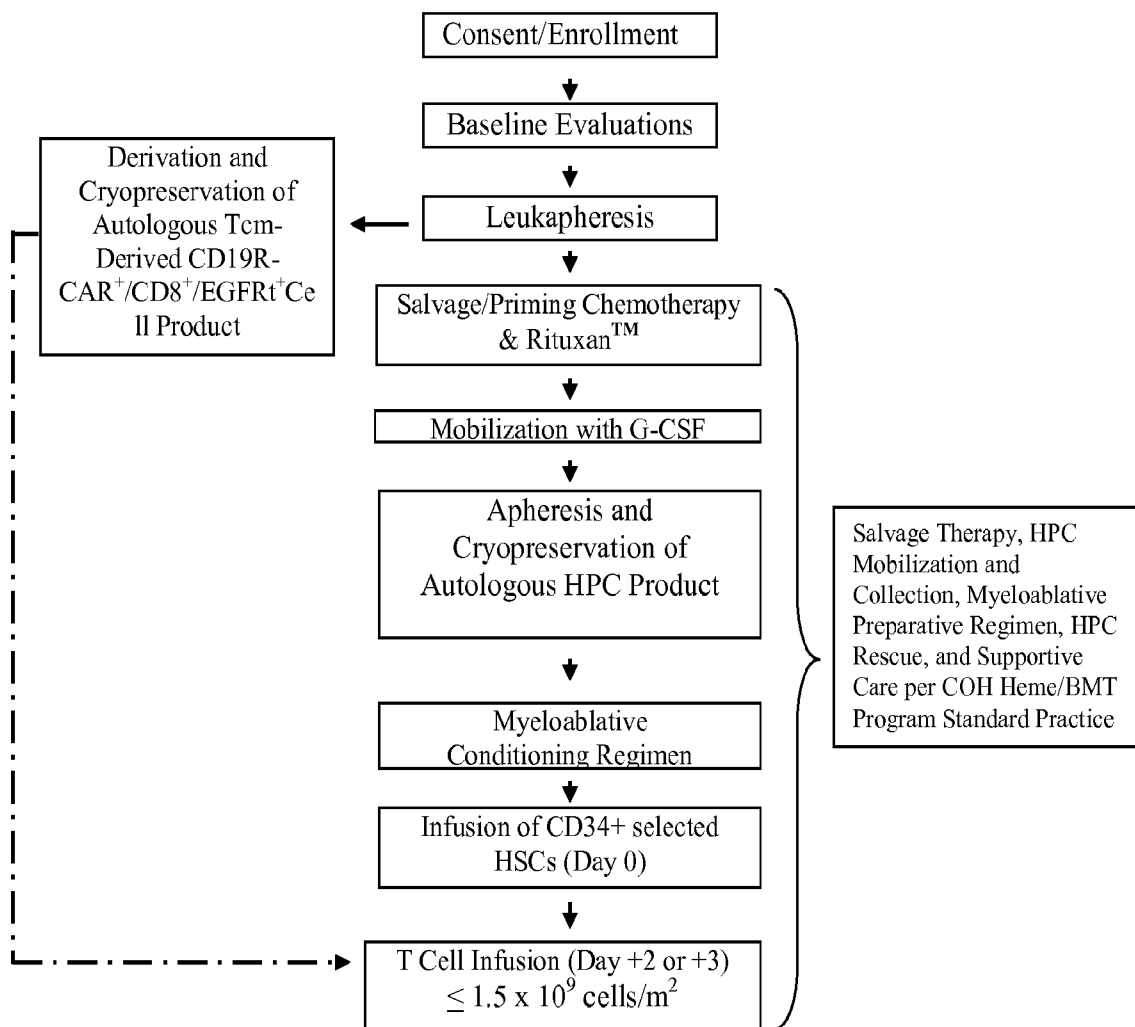 Consent/Enrollment
Baseline Evaluations
Derivation and
Cryopreservation of
Autologous Tcm-
Derived CD19R-
CAR⁺/CD8⁺/EGFRt⁺Ce
ll Product
Leukapheresis
Salvage/Priming Chemotherapy
& Rituxan™
Mobilization with G-CSF
Apheresis and
Cryopreservation of
Autologous HPC Product
Salvage Therapy, HPC
Mobilization and
Collection, Myeloablative
Preparative Regimen, HPC
Rescue, and Supportive
Care per COH Heme/BMT
Program Standard Practice
Myeloablative
Conditioning Regimen
Infusion of CD34+ selected
HSCs (Day 0)
T Cell Infusion (Day +2 or +3)
≤ 1.5 x 10⁹ cells/m²